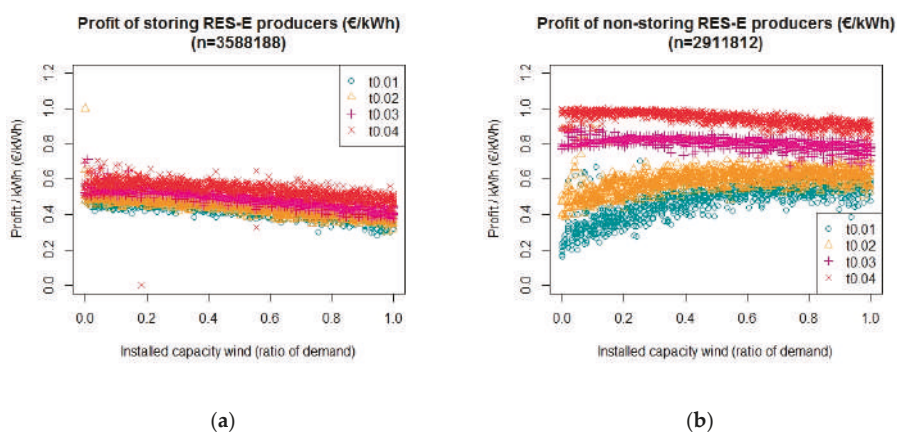 Profit of storing RES-E producers (€/kWh)
(n=3588188)
Profit / kWh (€/kWh)
1.2
1.0
0.8
0.6
0.4
0.2
0.0
t0.01
t0.02
t0.03
t0.04
0.0 0.2 0.4 0.6 0.8 1.0
Installed capacity wind (ratio of demand)
(a)
Profit of non-storing RES-E producers (€/kWh)
(n=2911812)
Profit / kWh (€/kWh)
1.2
1.0
0.8
0.6
0.4
0.2
0.0
t0.01
t0.02
t0.03
t0.04
0.0 0.2 0.4 0.6 0.8 1.0
Installed capacity wind (ratio of demand)
(b)